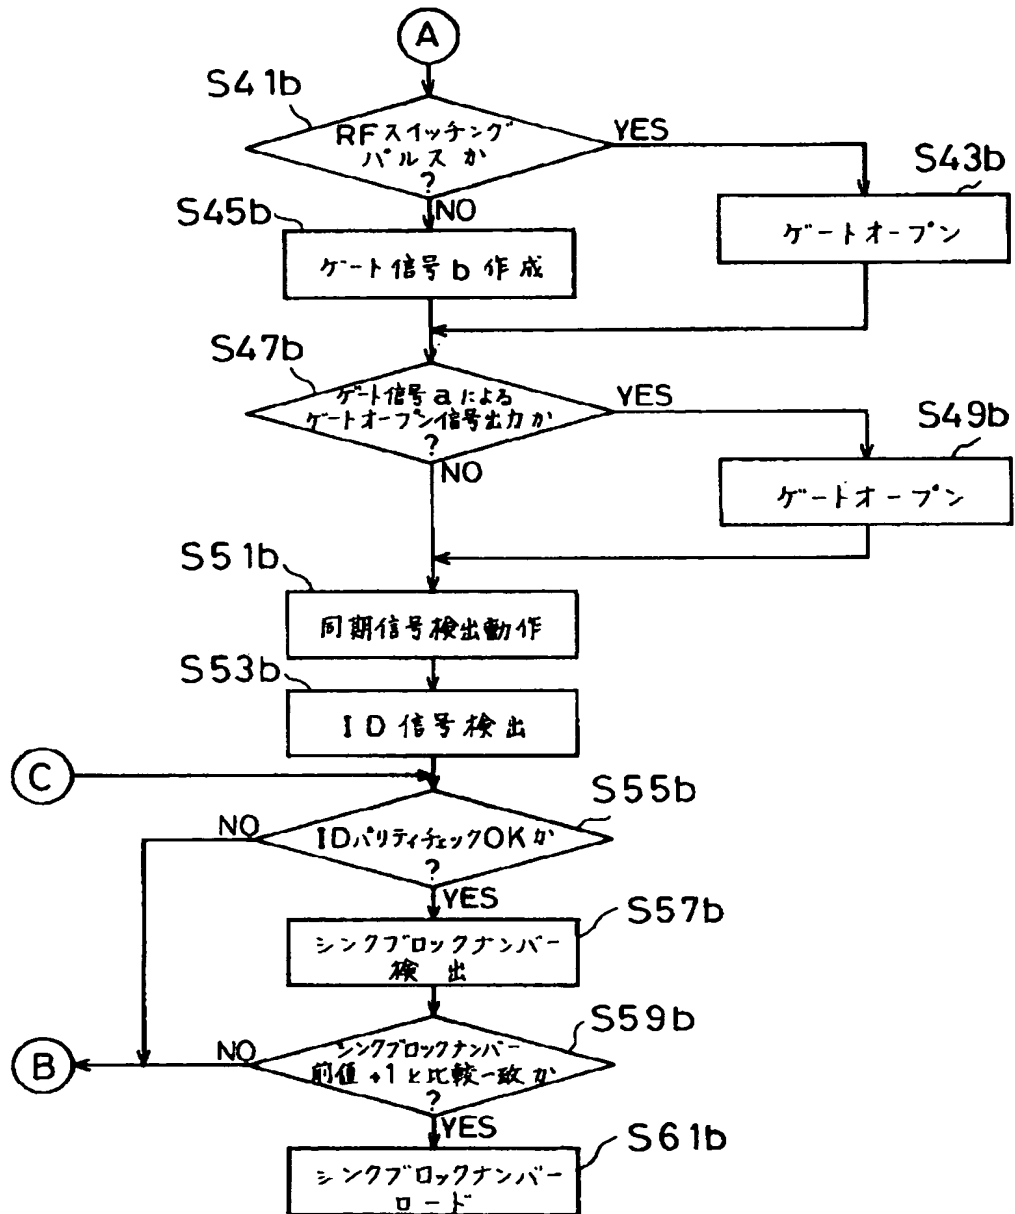 A
S41b
RFスイッチング
パルスか
?
YES
NO
S43b
ゲートオープン
S45b
ゲート信号b作成
S47b
ゲート信号aによる
ゲートオープン信号出力か
?
YES
NO
S49b
ゲートオープン
S51b
同期信号検出動作
S53b
ID信号検出
C
S55b
IDパリティチェックOKか
?
NO
YES
S57b
シンクブロックナンバー
検出
S59b
シンクブロックナンバー
前値+1と比較一致か
?
NO
B
YES
S61b
シンクブロックナンバー
ロード